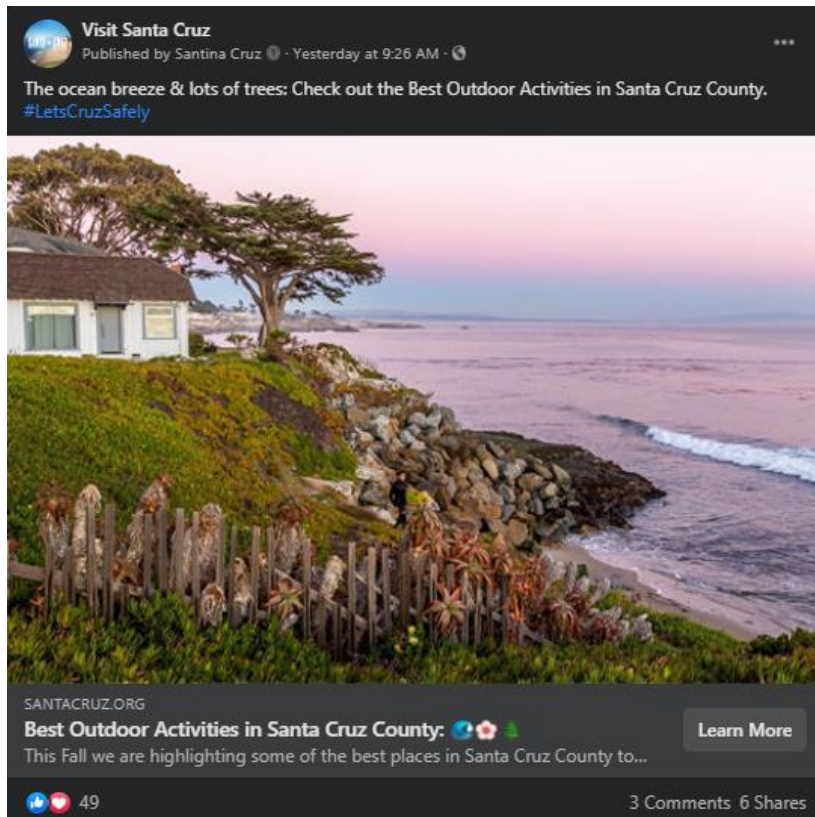 Visit Santa Cruz
Published by Santina Cruz · Yesterday at 9:26 AM ·
The ocean breeze & lots of trees: Check out the Best Outdoor Activities in Santa Cruz County.
#LetsCruzSafely
SANTACRUZ.ORG
Best Outdoor Activities in Santa Cruz County: 🌊🌸🌲
This Fall we are highlighting some of the best places in Santa Cruz County to...
Learn More
49
3 Comments 6 Shares